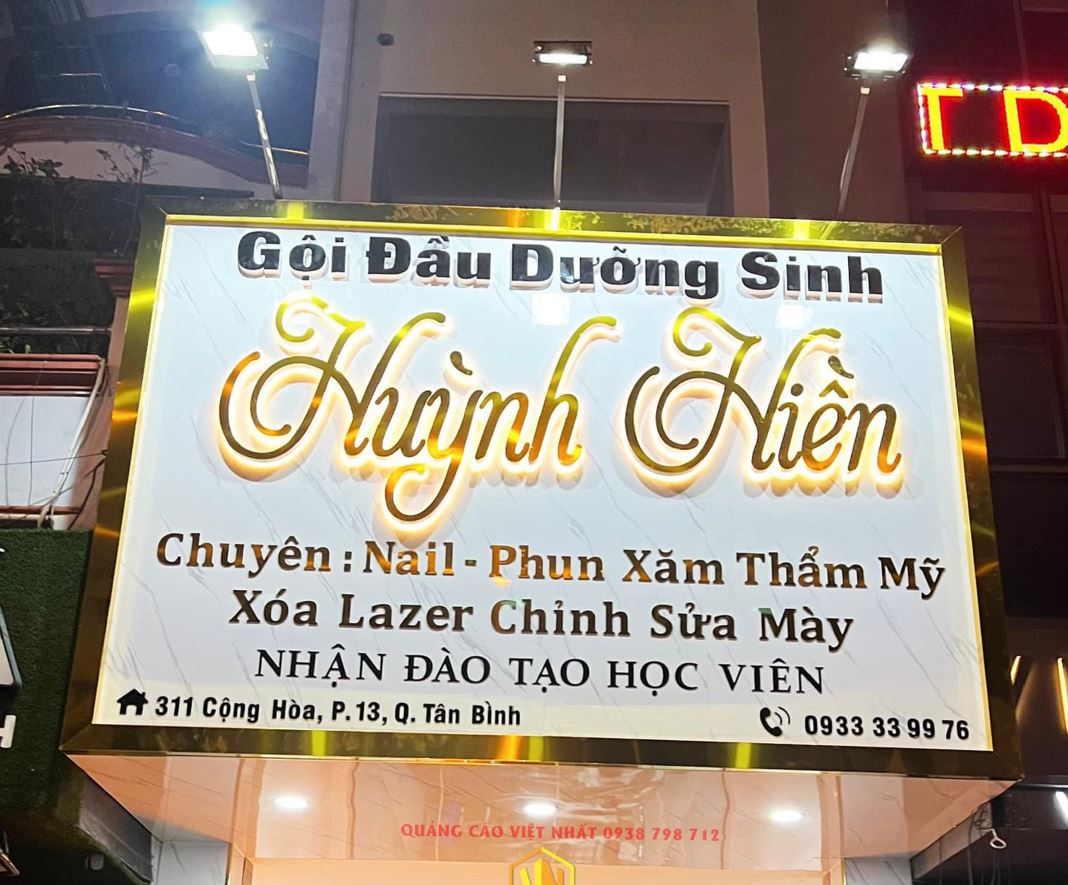 T D
Gội Đầu Dưỡng Sinh
Huỳnh Hiền
Chuyên : Nail - Phun Xăm Thẩm Mỹ
Xóa Lazer Chỉnh Sửa Mày
NHẬN ĐÀO TẠO HỌC VIÊN
311 Cộng Hòa, P.13, Q. Tân Bình
0933 33 99 76
H
QUẢNG CÁO VIỆT NHẤT 0938 798 712